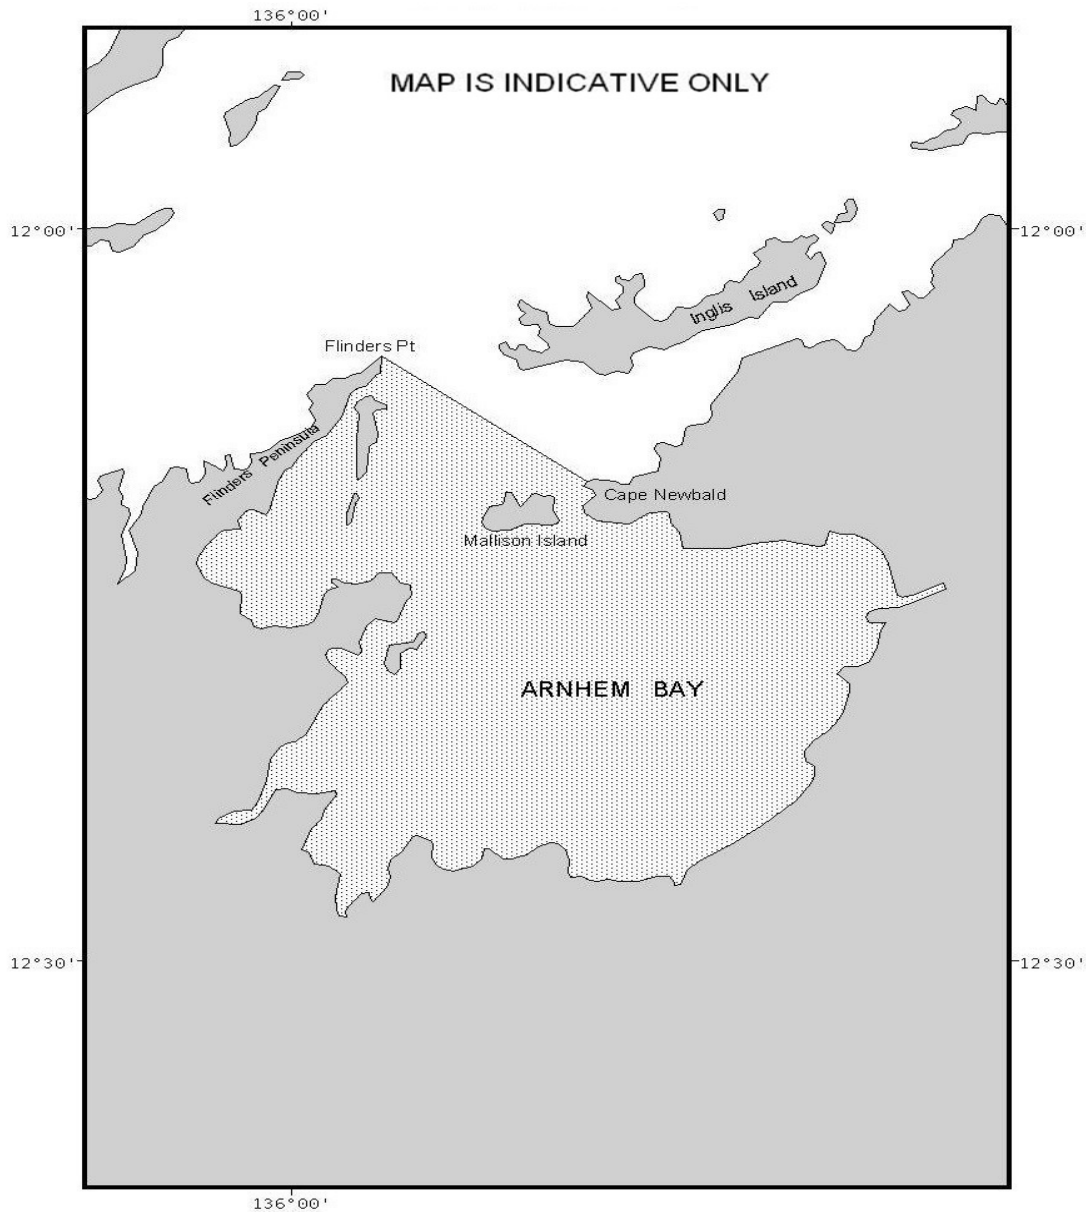 136°00'
MAP IS INDICATIVE ONLY
12°00'
12°00'
Inglis Island
Flinders Pt
Flinders Peninsula
Cape Newbald
Mallison Island
ARNHEM BAY
12°30'
12°30'
136°00'